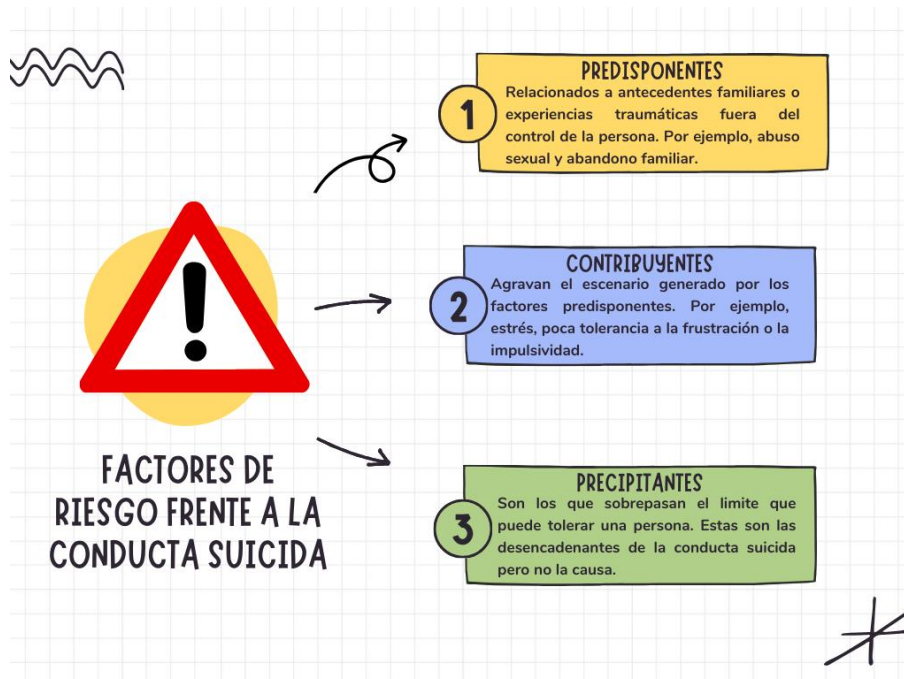 FACTORES DE
RIESGO FRENTE A LA
CONDUCTA SUICIDA
1
PREDISPONENTES
Relacionados a antecedentes familiares o
experiencias traumáticas fuera del
control de la persona. Por ejemplo, abuso
sexual y abandono familiar.
2
CONTRIBUYENTES
Agravan el escenario generado por los
factores predisponentes. Por ejemplo,
estrés, poca tolerancia a la frustración o la
impulsividad.
3
PRECIPITANTES
Son los que sobrepasan el limite que
puede tolerar una persona. Estas son las
desencadenantes de la conducta suicida
pero no la causa.